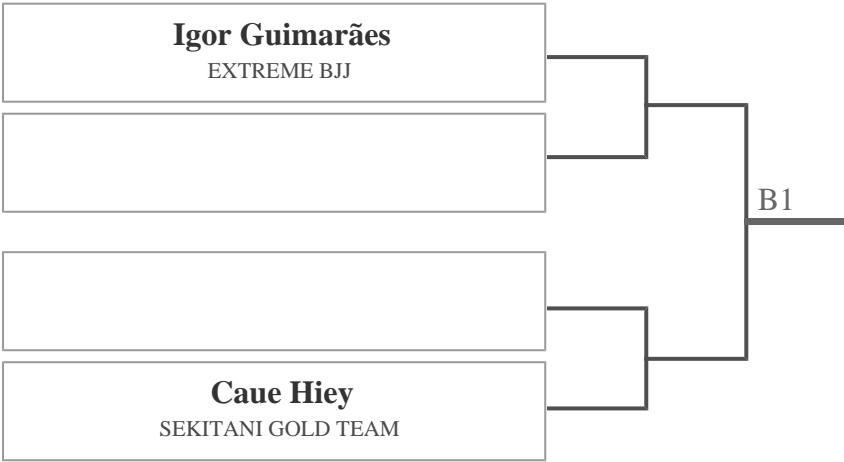 Igor Guimarães
EXTREME BJJ
B1
Caue Hiey
SEKITANI GOLD TEAM